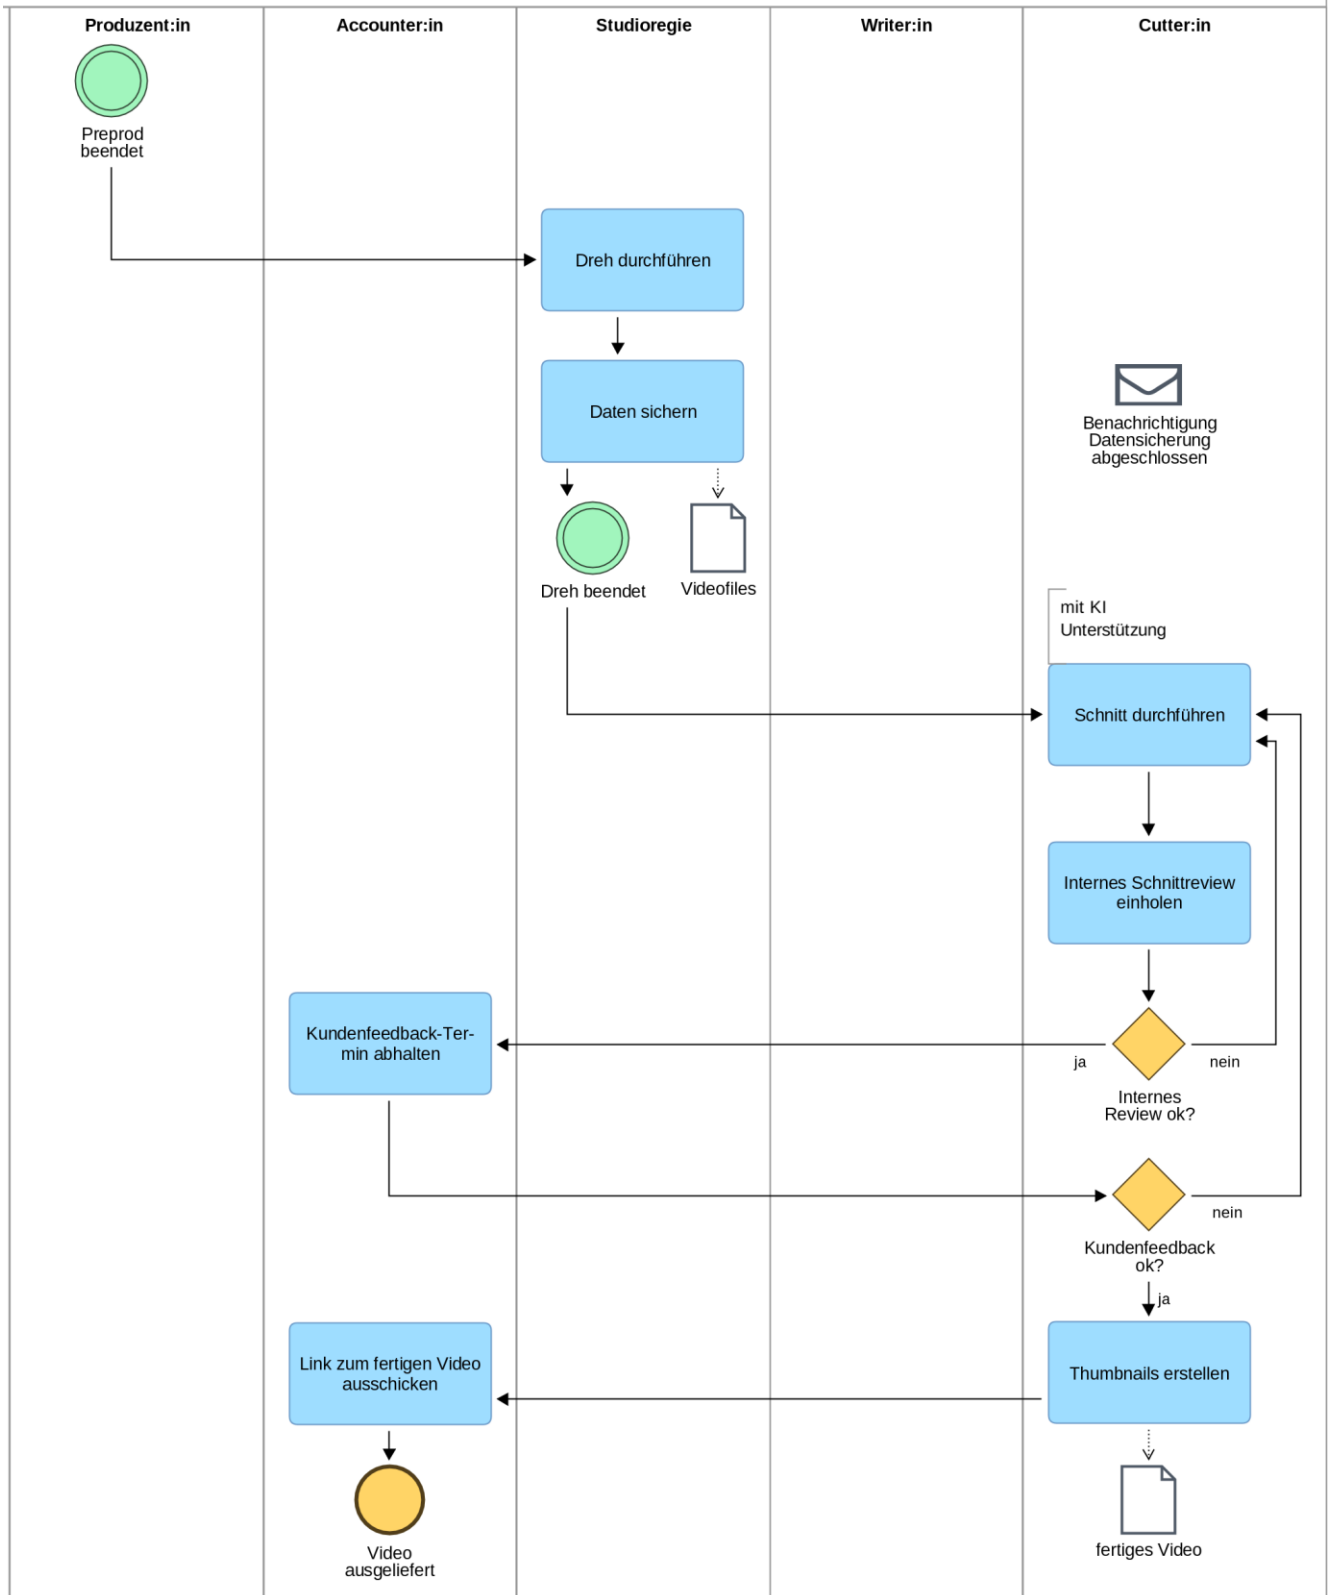 Produzent:in
Accounter:in
Studioregie
Writer:in
Cutter:in
Preprod
beendet
Dreh durchführen
Daten sichern
Benachrichtigung
Datensicherung
abgeschlossen
Dreh beendet
Videofiles
mit KI
Unterstützung
Schnitt durchführen
Internes Schnittreview
einholen
Kundenfeedback-Ter-
min abhalten
ja
nein
Internes
Review ok?
nein
Kundenfeedback
ok?
ja
Link zum fertigen Video
ausschicken
Thumbnails erstellen
Video
ausgeliefert
fertiges Video